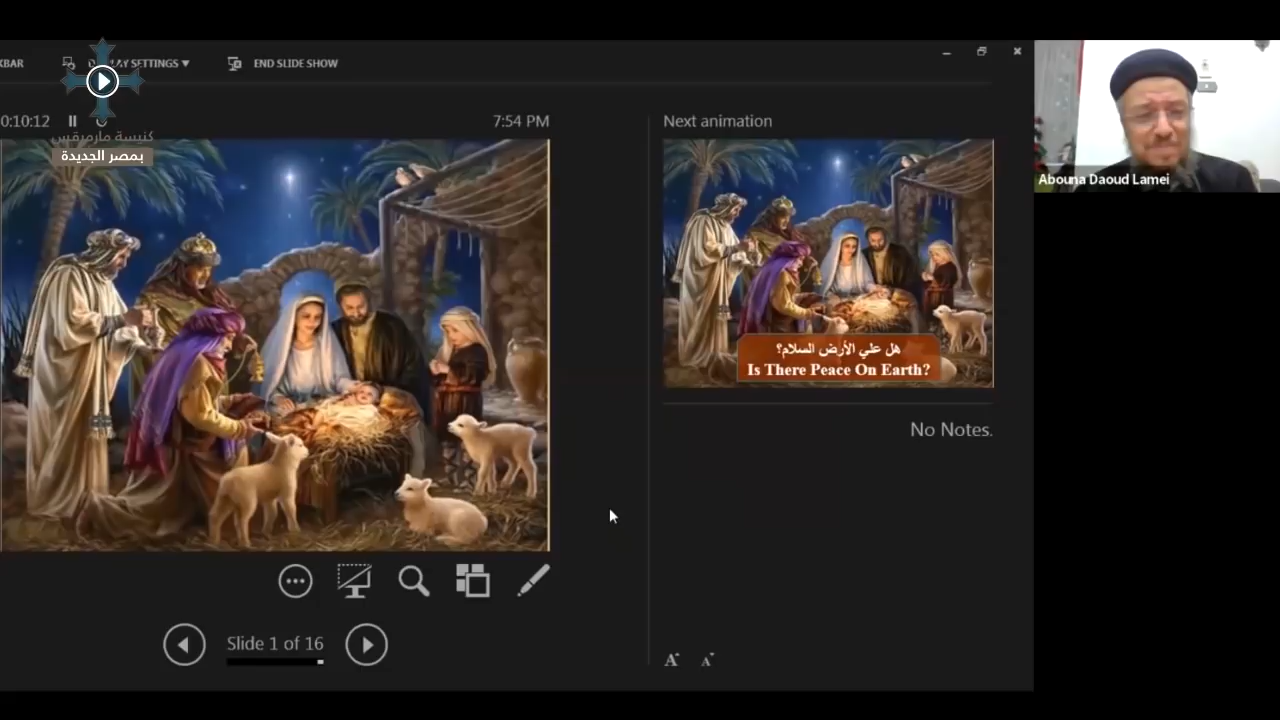 KBAR
DISPLAY SETTINGS ▼
END SLIDE SHOW
0:10:12
7:54 PM
كنيسة مارمرقس
بمصر الجديدة
Next animation
هل علي الأرض السلام؟
Is There Peace On Earth?
No Notes.
Slide 1 of 16
A A
Abouna Daoud Lamei